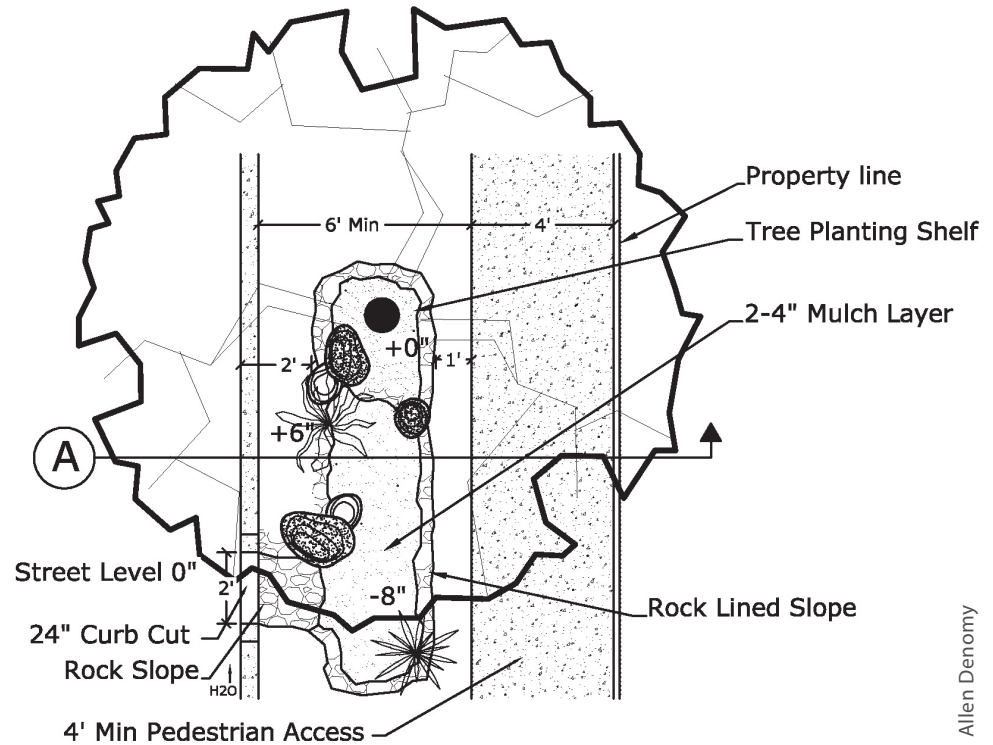 Property line
6' Min
4'
Tree Planting Shelf
2-4" Mulch Layer
+0"
2'
1'
+6"
A
Street Level 0"
2'
-8"
Rock Lined Slope
24" Curb Cut
Rock Slope
H2O
4' Min Pedestrian Access
Allen Denomy